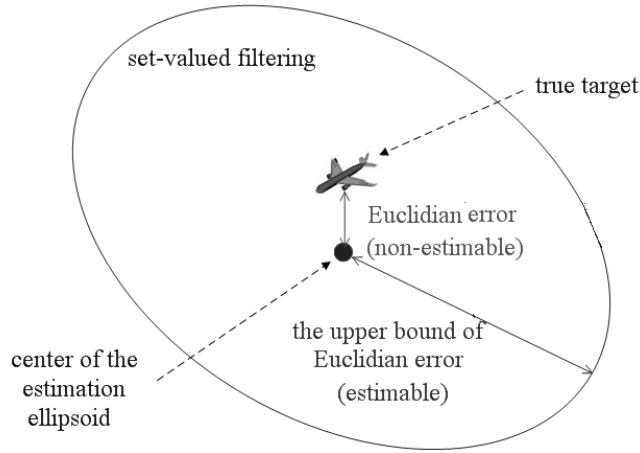 set-valued filtering
true target
Euclidian error
(non-estimable)
the upper bound of
Euclidian error
(estimable)
center of the
estimation
ellipsoid